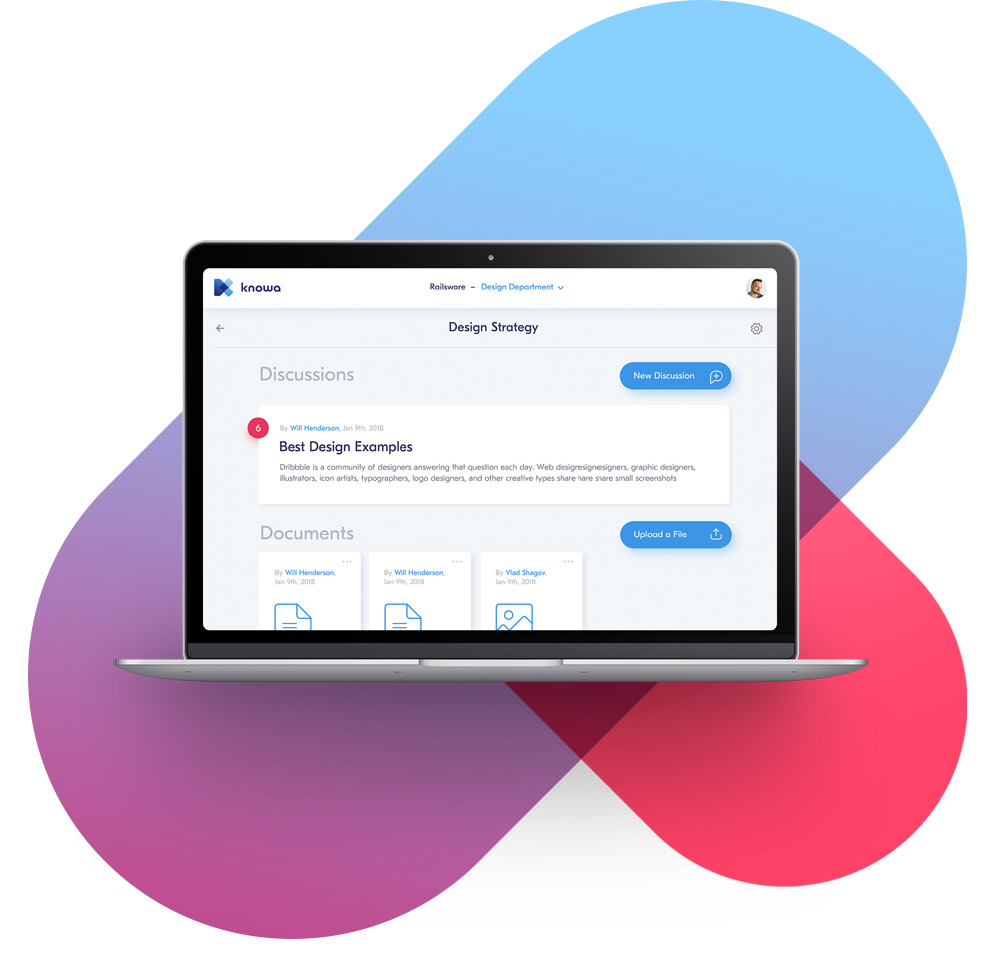 knowa
Railsware – Design Department
Design Strategy
Discussions
New Discussion
6
By Will Henderson, Jan 9th, 2018
Best Design Examples
Dribbble is a community of designers answering that question each day. Web designers, graphic designers,
illustrators, icon artists, typographers, logo designers, and other creative types share small screenshots
Documents
Upload a File
By Will Henderson,
Jan 9th, 2018
By Will Henderson,
Jan 9th, 2018
By Vlad Shagov,
Jan 9th, 2018